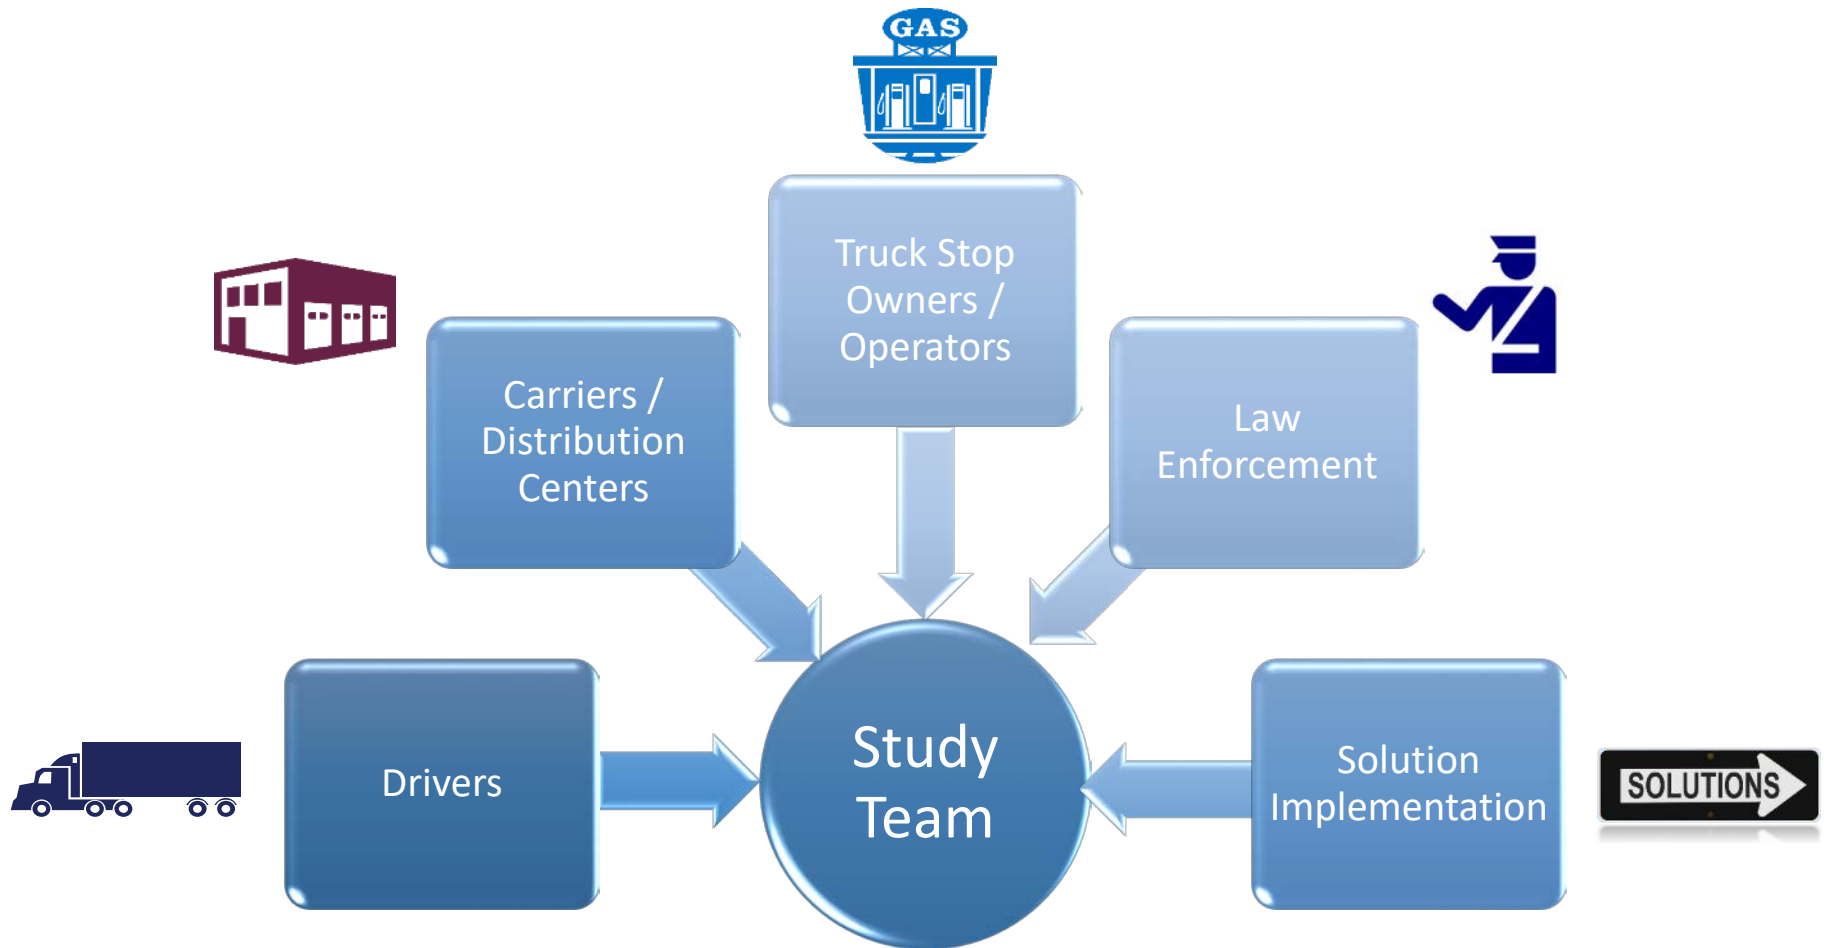 GAS
Truck Stop
Owners /
Operators
Carriers /
Distribution
Centers
Law
Enforcement
Drivers
Study
Team
Solution
Implementation
SOLUTIONS